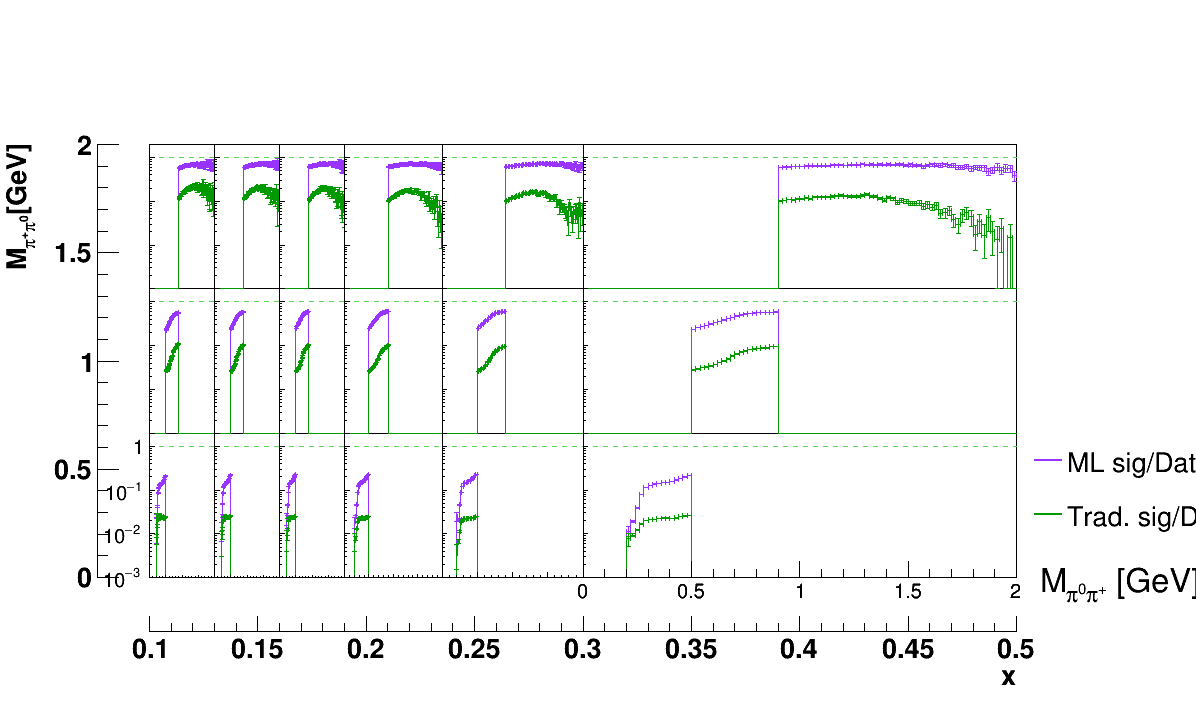 M_{π⁺π⁰}[GeV]
2
1.5
1
0.5
0
1
10⁻¹
10⁻²
10⁻³
ML sig/Dat
Trad. sig/D
0 0.5 1 1.5 2
M_{π⁰π⁺} [GeV]
0.1 0.15 0.2 0.25 0.3 0.35 0.4 0.45 0.5
x